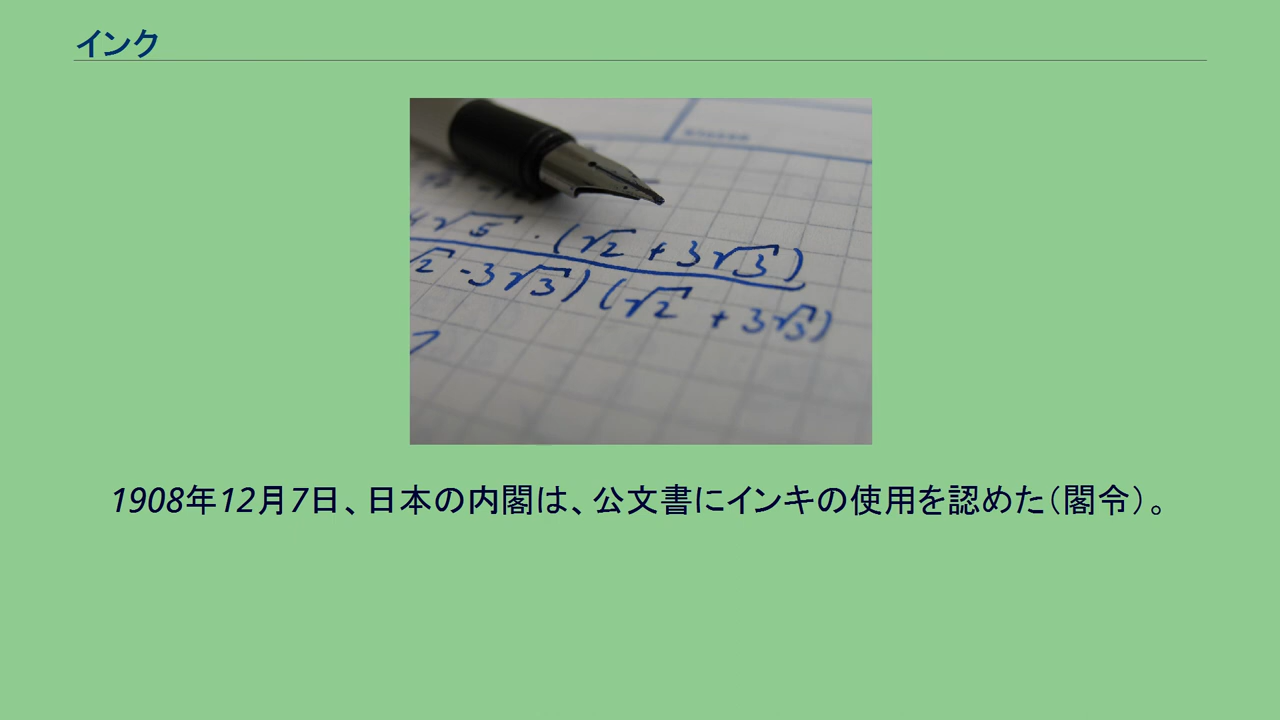 インク
4√5 · (√2 + 3√3)
√2 - 3√3) (√2 + 3√3)
1908年12月7日、日本の内閣は、公文書にインキの使用を認めた（閣令）。